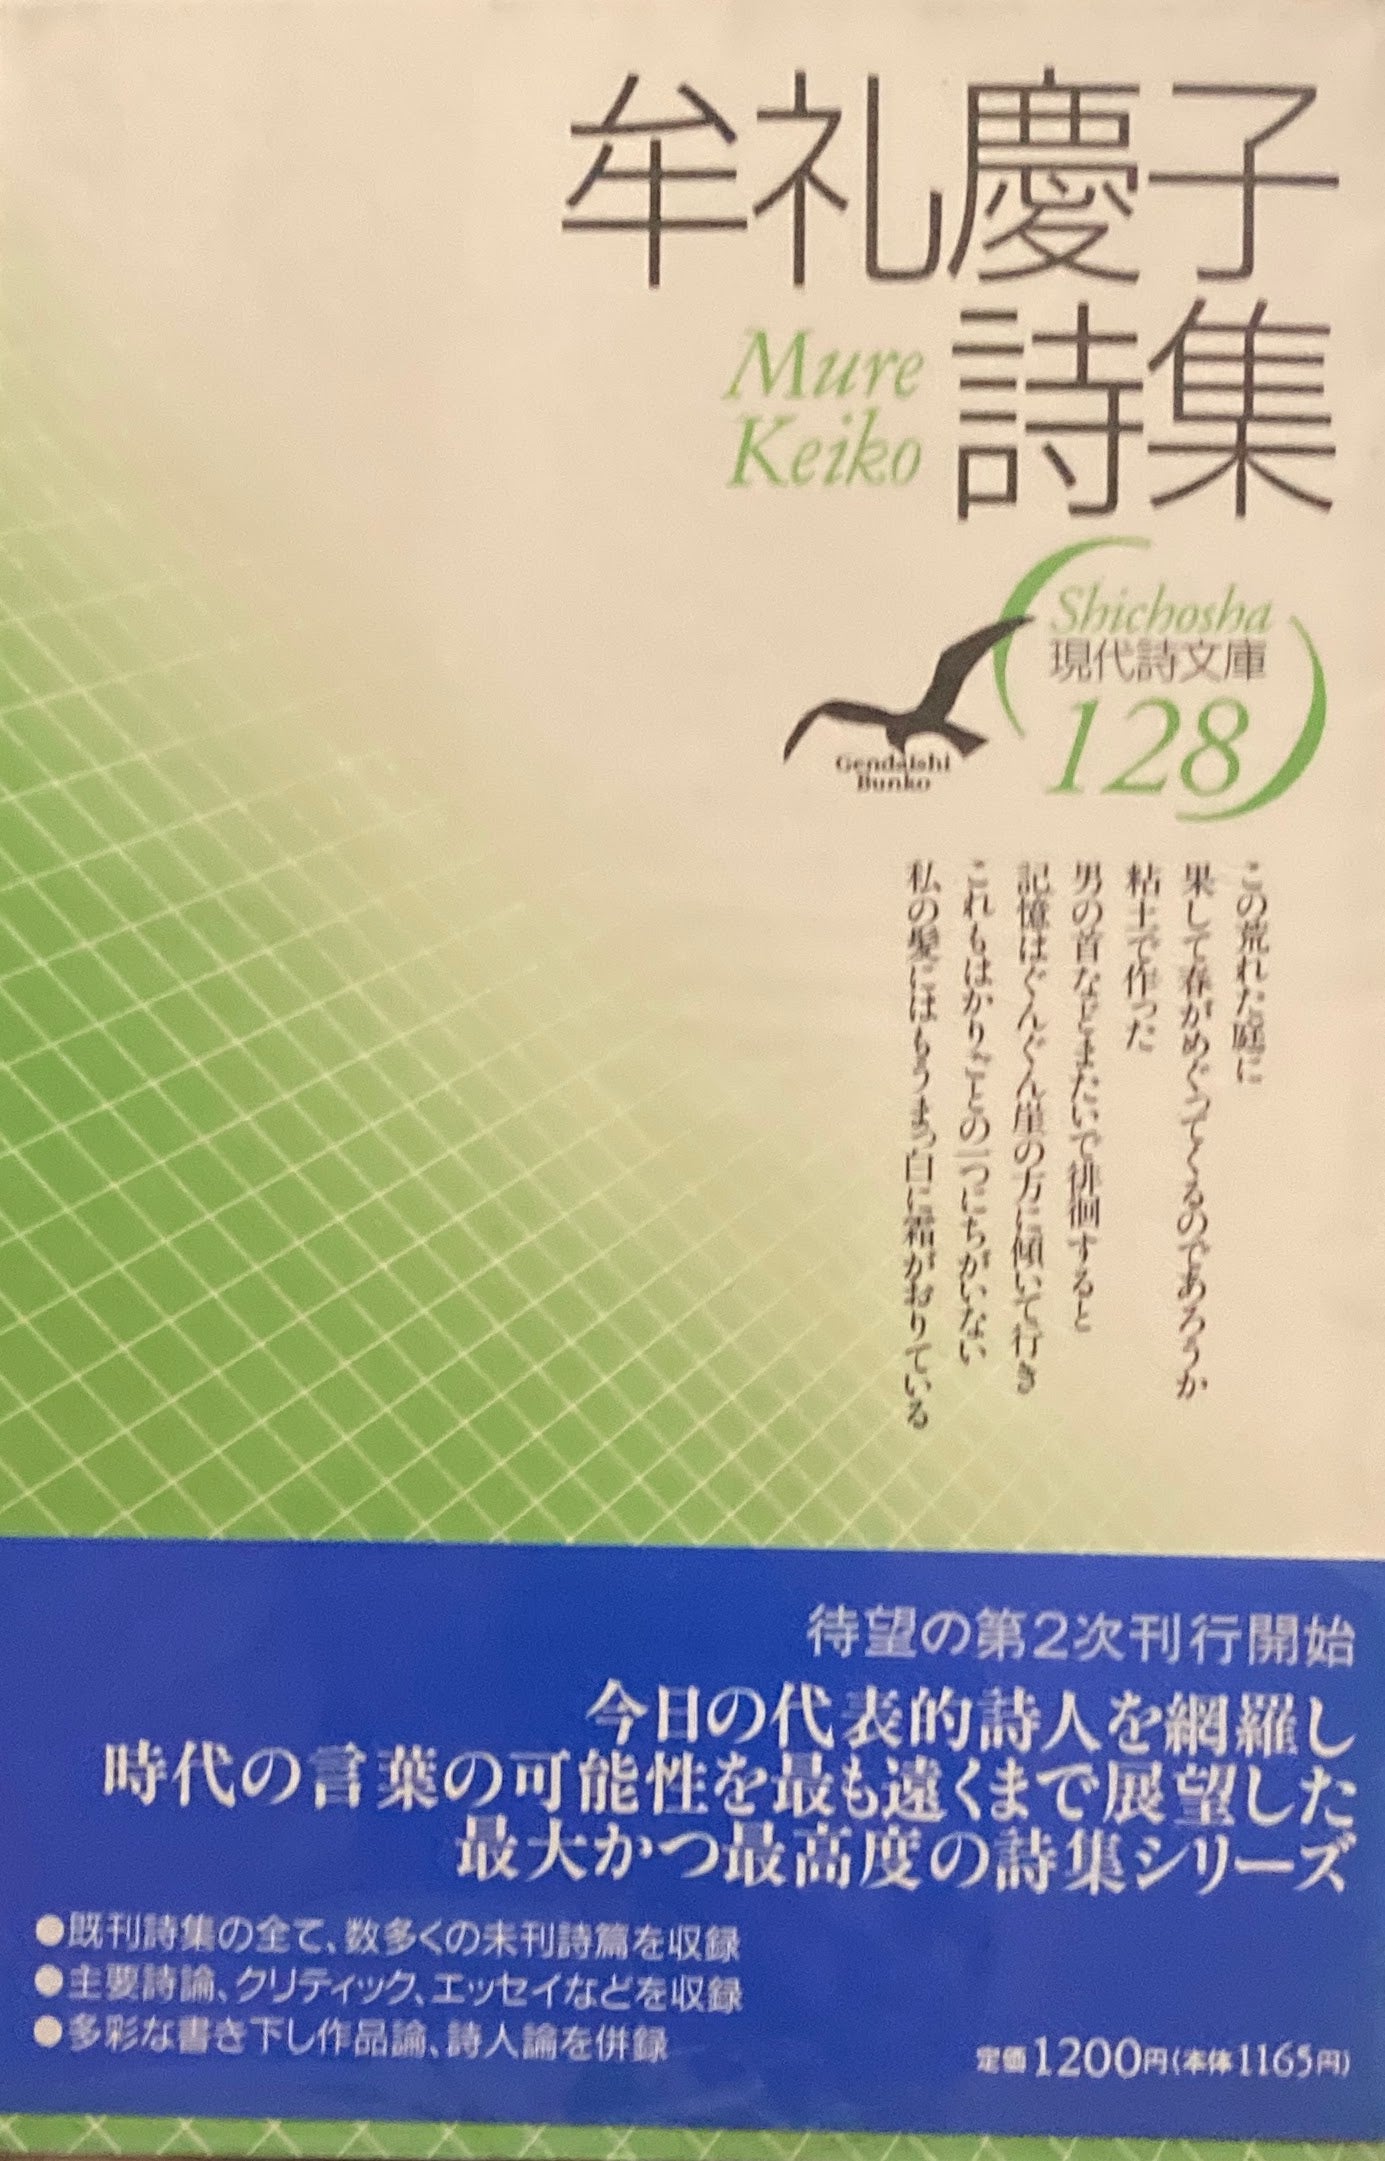 牟礼慶子
詩集
Mure
Keiko
Shichosha
現代詩文庫
128
Gendaishi
Bunko
この荒れた庭に
果して春がめぐってくるのであろうか
粘土で作った
男の首などまたいで徘徊すると
記憶はぐんぐん崖の方に傾いて行き
これもはかりごとの一つにちがいない
私の髪にはもうまっ白に霜がおりている
待望の第2次刊行開始
今日の代表的詩人を網羅し
時代の言葉の可能性を最も遠くまで展望した
最大かつ最高度の詩集シリーズ
●既刊詩集の全て、数多くの未刊詩篇を収録
●主要詩論、クリティック、エッセイなどを収録
●多彩な書き下し作品論、詩人論を併録
定価1200円(本体1165円)